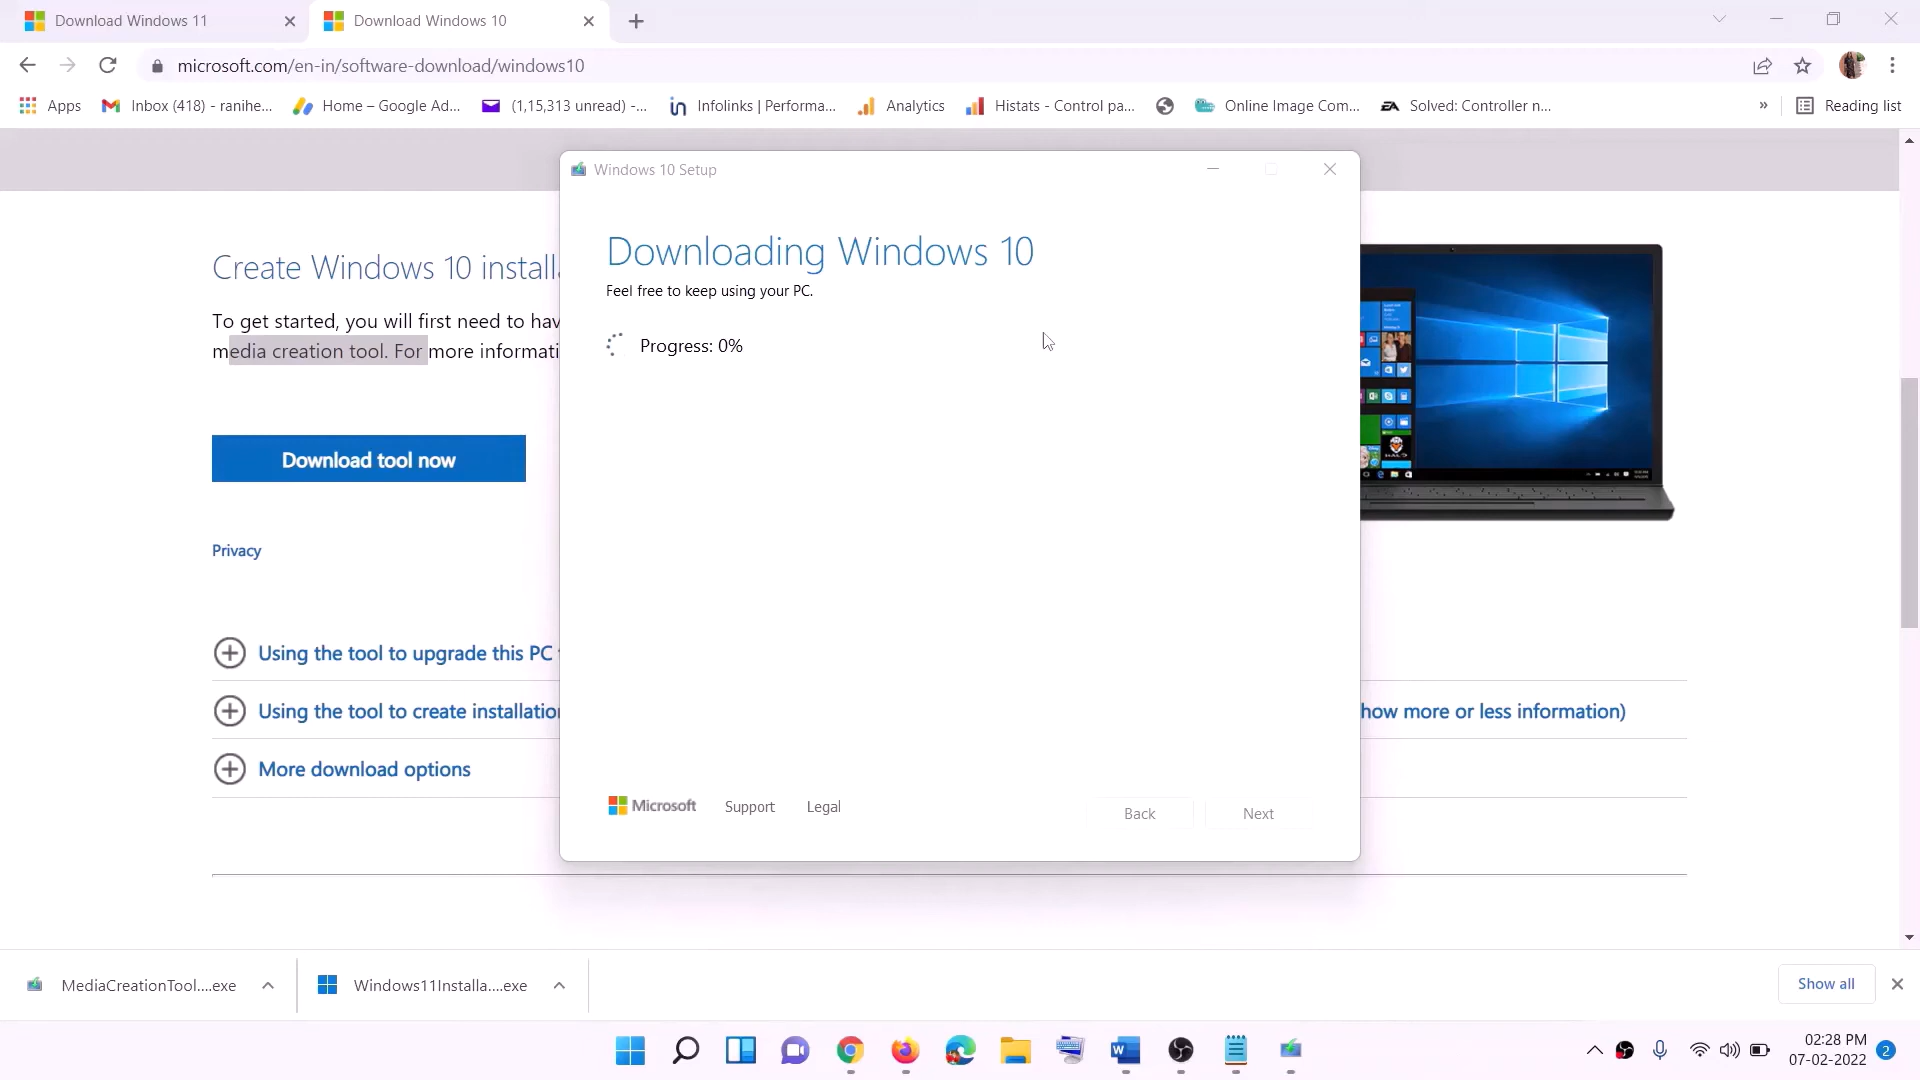 Download Windows 11
Download Windows 10
microsoft.com/en-in/software-download/windows10
Apps
Inbox (418) - ranihe...
Home – Google Ad...
(1,15,313 unread) -...
Infolinks | Performa...
Analytics
Histats - Control pa...
Online Image Com...
Solved: Controller n...
»
Reading list
Windows 10 Setup
Downloading Windows 10
Feel free to keep using your PC.
Progress: 0%
Microsoft
Support
Legal
Back
Next
Create Windows 10 installa
To get started, you will first need to hav
media creation tool. For more informati
Download tool now
Privacy
Using the tool to upgrade this PC
Using the tool to create installation
how more or less information)
More download options
MediaCreationTool....exe
Windows11Installa....exe
Show all
02:28 PM
07-02-2022
2